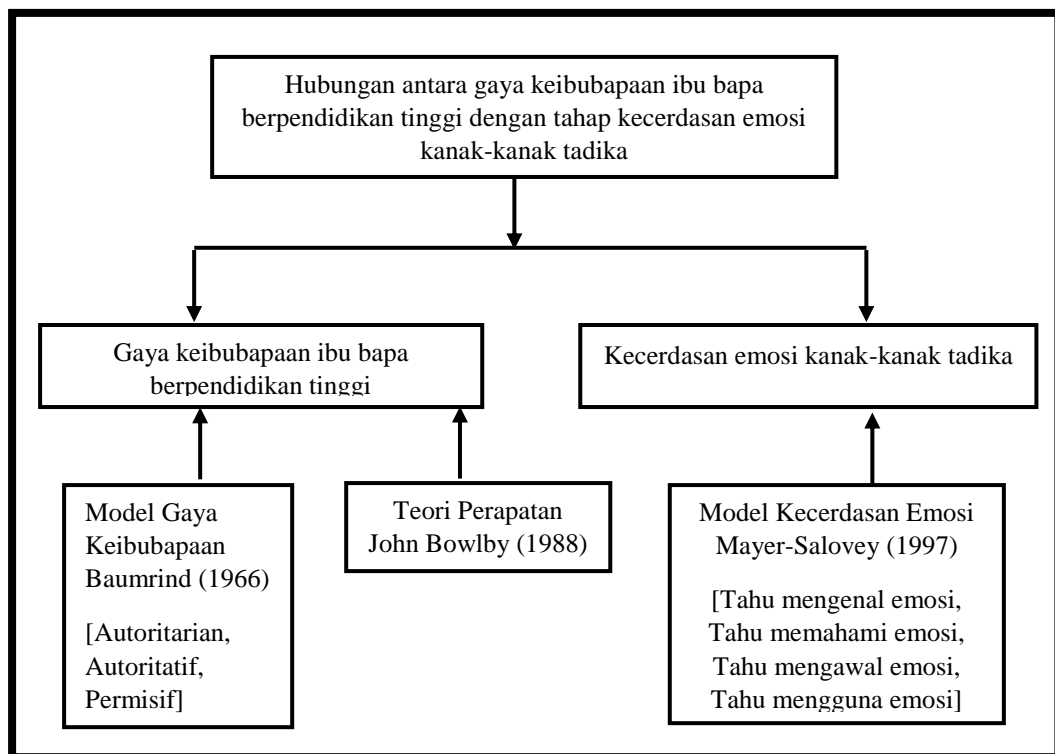 Hubungan antara gaya keibubapaan ibu bapa
berpendidikan tinggi dengan tahap kecerdasan emosi
kanak-kanak tadika
Gaya keibubapaan ibu bapa
berpendidikan tinggi
Kecerdasan emosi kanak-kanak tadika
Model Gaya
Keibubapaan
Baumrind (1966)
[Autoritarian,
Autoritatif,
Permisif]
Teori Perapatan
John Bowlby (1988)
Model Kecerdasan Emosi
Mayer-Salovey (1997)
[Tahu mengenal emosi,
Tahu memahami emosi,
Tahu mengawal emosi,
Tahu mengguna emosi]